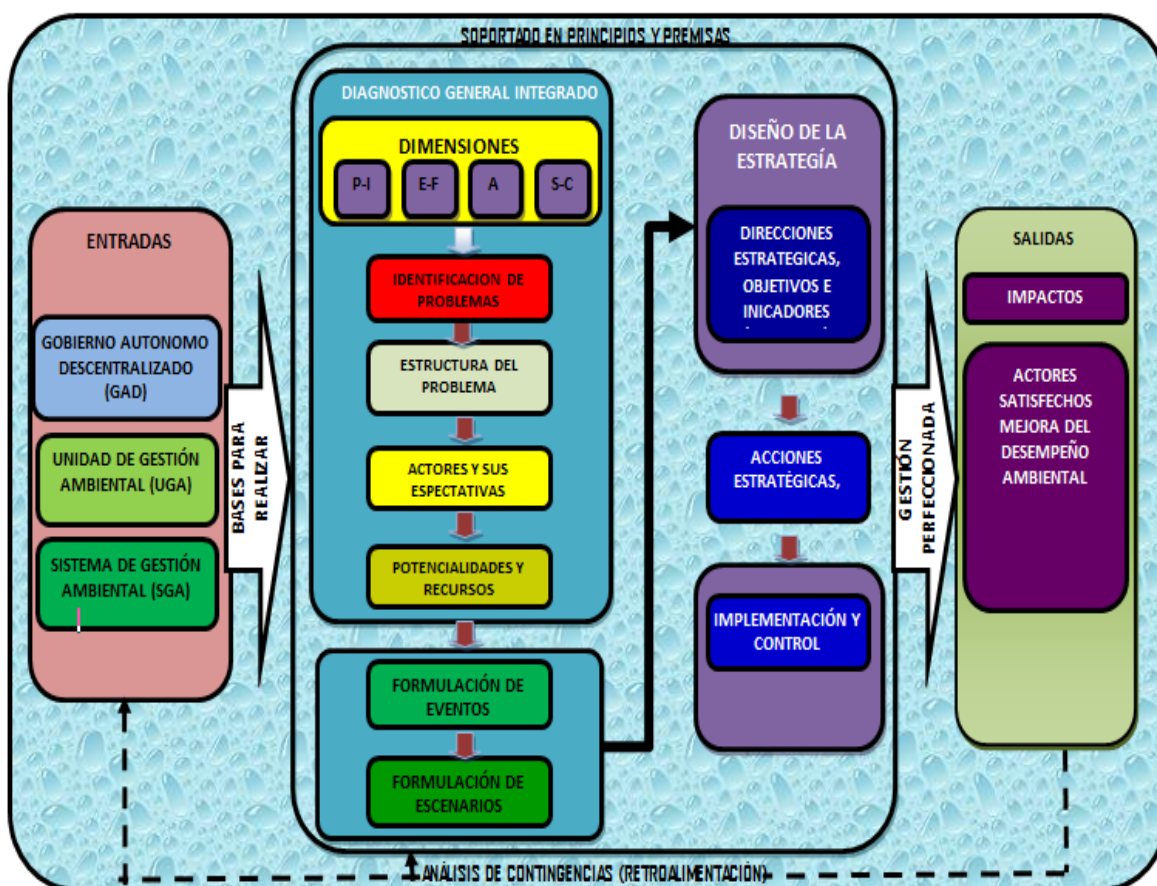 SOPORTADO EN PRINCIPIOS Y PREMISAS
ENTRADAS
GOBIERNO AUTONOMO
DESCENTRALIZADO
(GAD)
UNIDAD DE GESTIÓN
AMBIENTAL (UGA)
SISTEMA DE GESTIÓN
AMBIENTAL (SGA)
BASES PARA
REALIZAR
DIAGNOSTICO GENERAL INTEGRADO
DIMENSIONES
P-I
E-F
A
S-C
IDENTIFICACION DE
PROBLEMAS
ESTRUCTURA DEL
PROBLEMA
ACTORES Y SUS
ESPECTATIVAS
POTENCIALIDADES Y
RECURSOS
FORMULACIÓN DE
EVENTOS
FORMULACIÓN DE
ESCENARIOS
DISEÑO DE LA
ESTRATEGÍA
DIRECCIONES
ESTRATEGICAS,
OBJETIVOS E
INICADORES
ACCIONES
ESTRATÉGICAS,
IMPLEMENTACIÓN Y
CONTROL
GESTIÓN
PERFECCIONADA
SALIDAS
IMPACTOS
ACTORES
SATISFECHOS
MEJORA DEL
DESEMPEÑO
AMBIENTAL
ANÁLISIS DE CONTINGENCIAS (RETROALIMENTACIÓN)